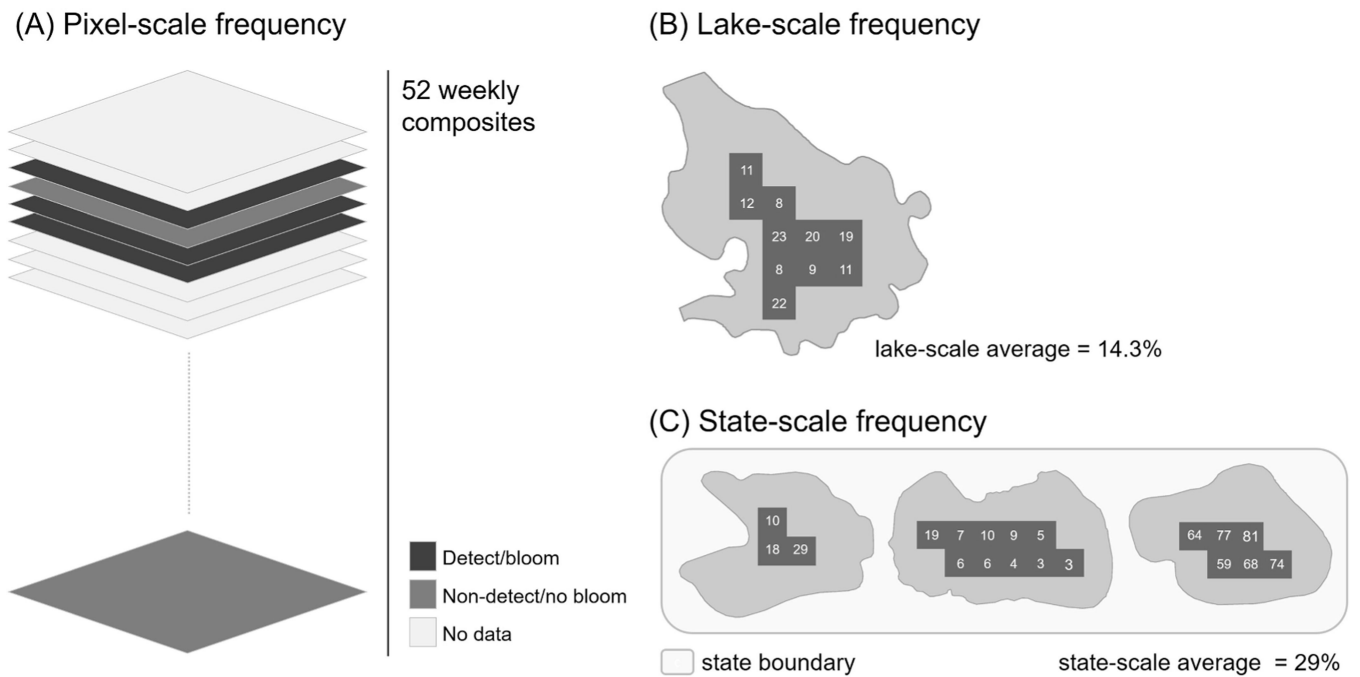 (A) Pixel-scale frequency
52 weekly
composites
Detect/bloom
Non-detect/no bloom
No data
(B) Lake-scale frequency
11
12 8
23 20 19
8 9 11
22
lake-scale average = 14.3%
(C) State-scale frequency
10
18 29
19 7 10 9 5
6 6 4 3 3
64 77 81
59 68 74
state boundary
state-scale average = 29%